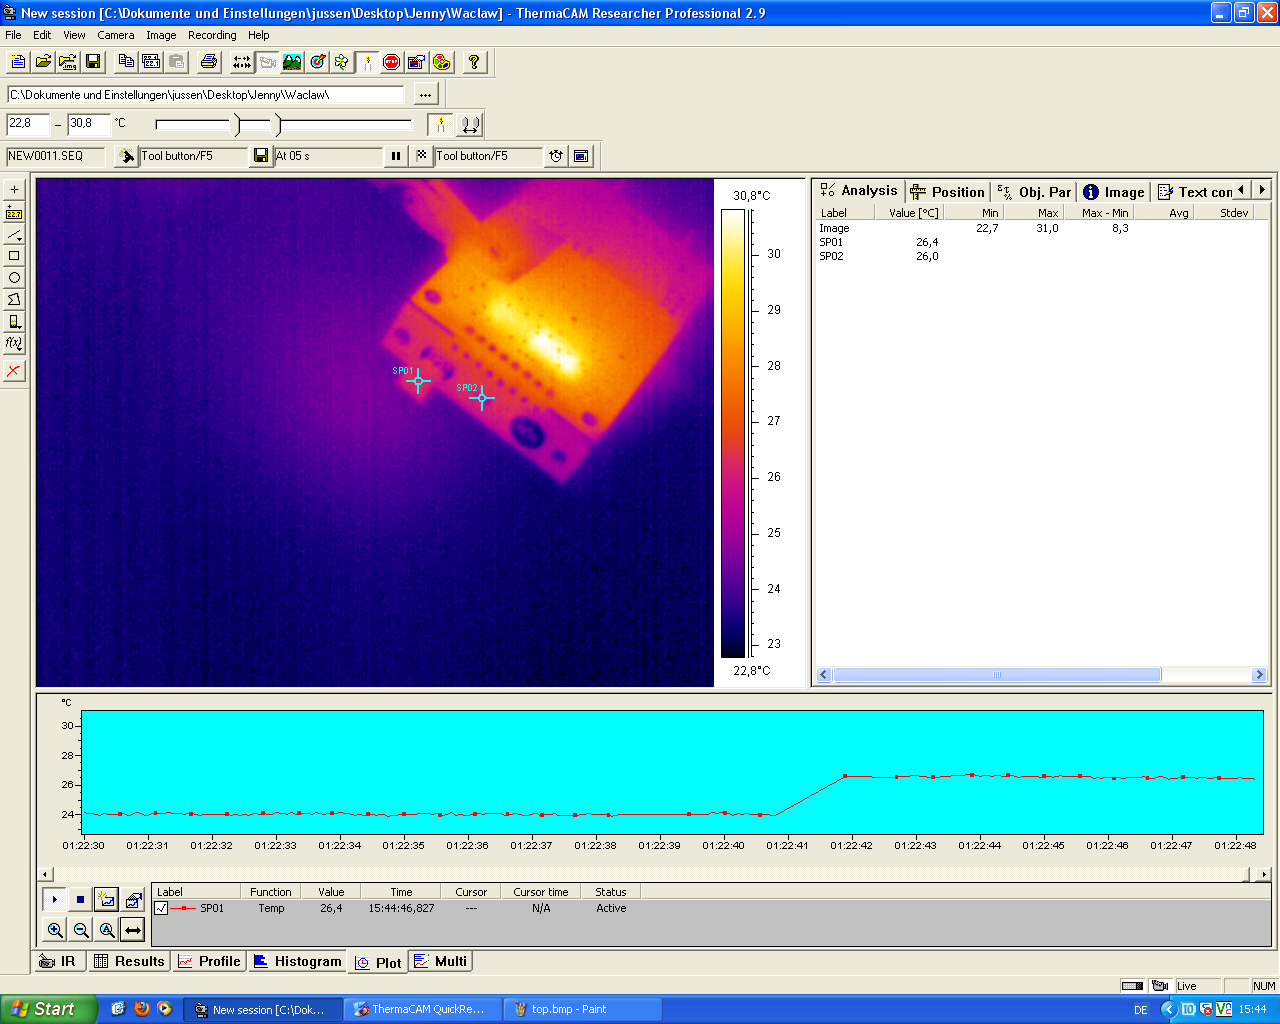 New session [C:\Dokumente und Einstellungen\jussen\Desktop\Jenny\Waclaw] - ThermaCAM Researcher Professional 2.9
File Edit View Camera Image Recording Help
C:\Dokumente und Einstellungen\jussen\Desktop\Jenny\Waclaw\
22,8 – 30,8 °C
NEW0011.SEQ Tool button/F5 At 05 s Tool button/F5
Analysis Position Obj. Par Image Text con
Label Value [°C] Min Max Max - Min Avg Stdev
Image 22,7 31,0 8,3
SP01 26,4
SP02 26,0
30,8°C
30
29
28
27
26
25
24
23
22,8°C
SP01
SP02
°C
30
28
26
24
01:22:30 01:22:31 01:22:32 01:22:33 01:22:34 01:22:35 01:22:36 01:22:37 01:22:38 01:22:39 01:22:40 01:22:41 01:22:42 01:22:43 01:22:44 01:22:45 01:22:46 01:22:47 01:22:48
Label Function Value Time Cursor Cursor time Status
SP01 Temp 26,4 15:44:46,827 --- N/A Active
IR Results Profile Histogram Plot Multi
Live NUM
Start New session [C:\Dok... ThermaCAM QuickRe... top.bmp - Paint DE 15:44